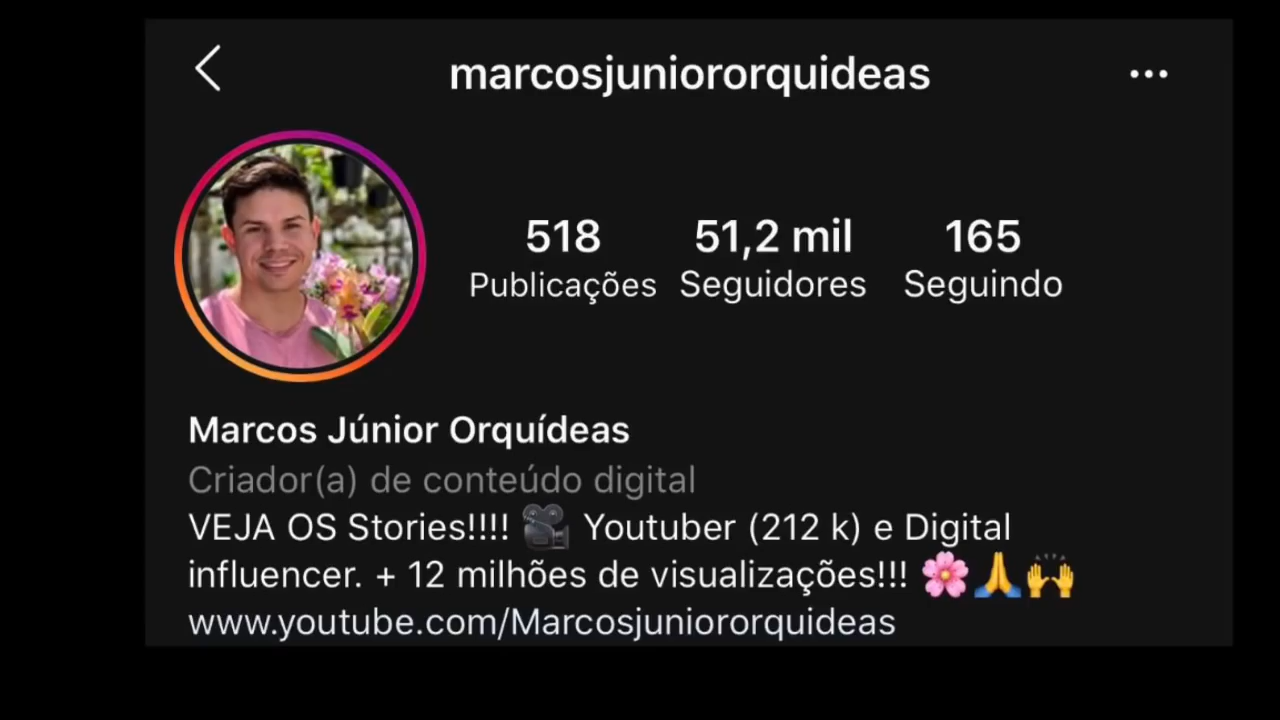 marcosjuniororquideas
518 51,2 mil 165
Publicações Seguidores Seguindo
Marcos Júnior Orquídeas
Criador(a) de conteúdo digital
VEJA OS Stories!!!! 🎥 Youtuber (212 k) e Digital
influencer. + 12 milhões de visualizações!!! 🌸🙏🙌
www.youtube.com/Marcosjuniororquideas